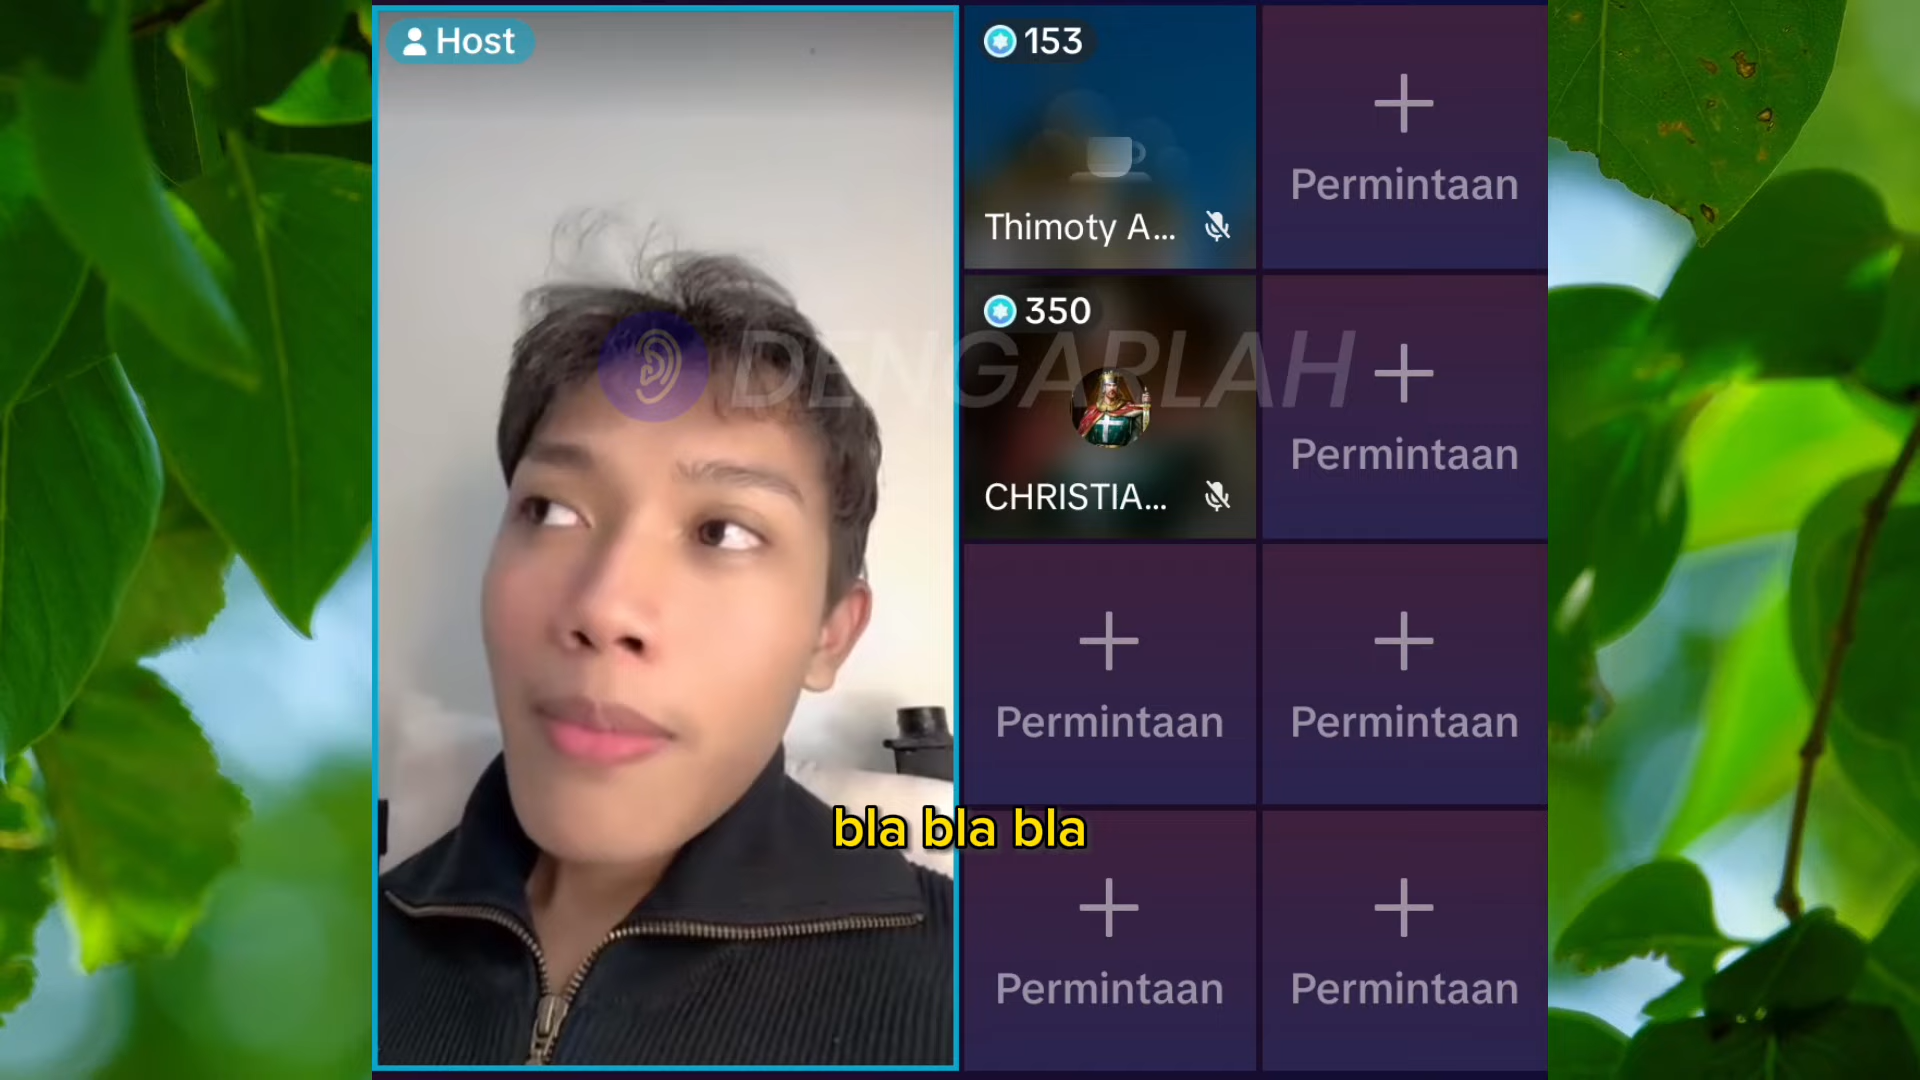 Host
153
Thimoty A...
Permintaan
350
DENGARLAH
CHRISTIA...
Permintaan
Permintaan
Permintaan
bla bla bla
Permintaan
Permintaan